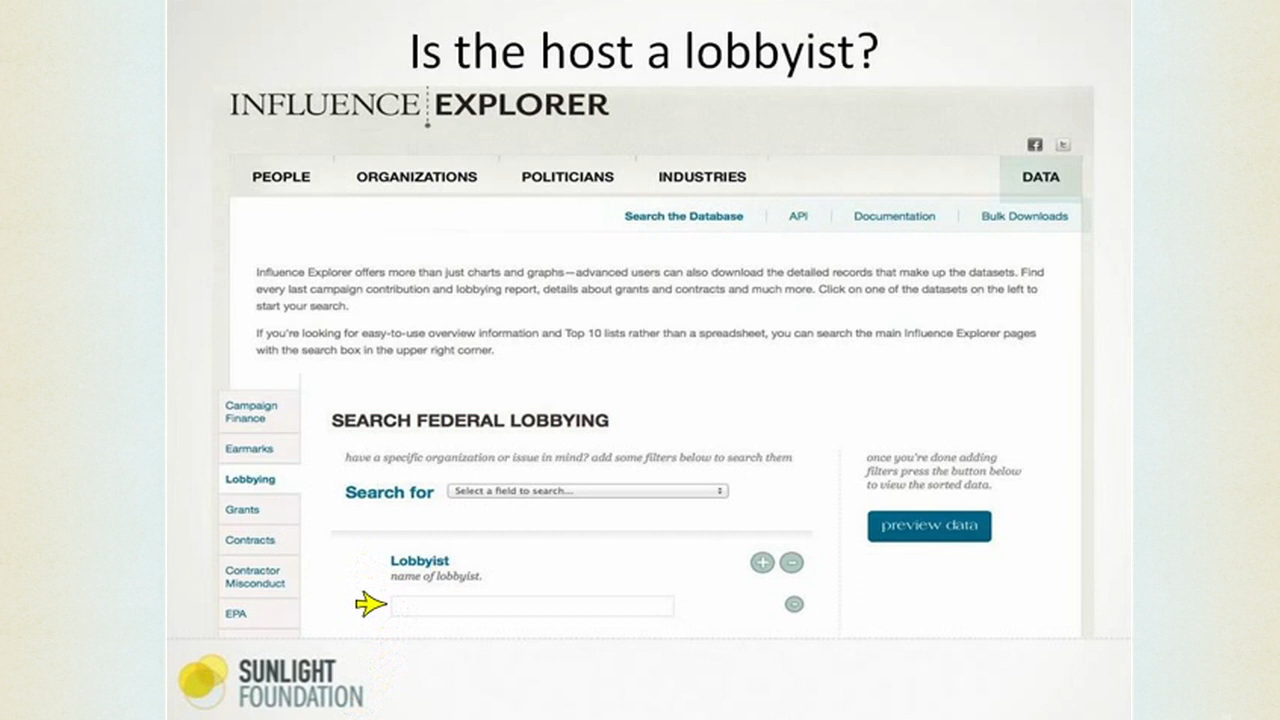 Is the host a lobbyist?
INFLUENCE EXPLORER
PEOPLE ORGANIZATIONS POLITICIANS INDUSTRIES DATA
Search the Database API Documentation Bulk Downloads
Influence Explorer offers more than just charts and graphs—advanced users can also download the detailed records that make up the datasets. Find
every last campaign contribution and lobbying report, details about grants and contracts and much more. Click on one of the datasets on the left to
start your search.
If you're looking for easy-to-use overview information and Top 10 lists rather than a spreadsheet, you can search the main Influence Explorer pages
with the search box in the upper right corner.
Campaign
Finance
Earmarks
Lobbying
Grants
Contracts
Contractor
Misconduct
EPA
SEARCH FEDERAL LOBBYING
have a specific organization or issue in mind? add some filters below to search them
Search for Select a field to search...
Lobbyist
name of lobbyist.
once you're done adding
filters press the button below
to view the sorted data.
preview data
SUNLIGHT
FOUNDATION